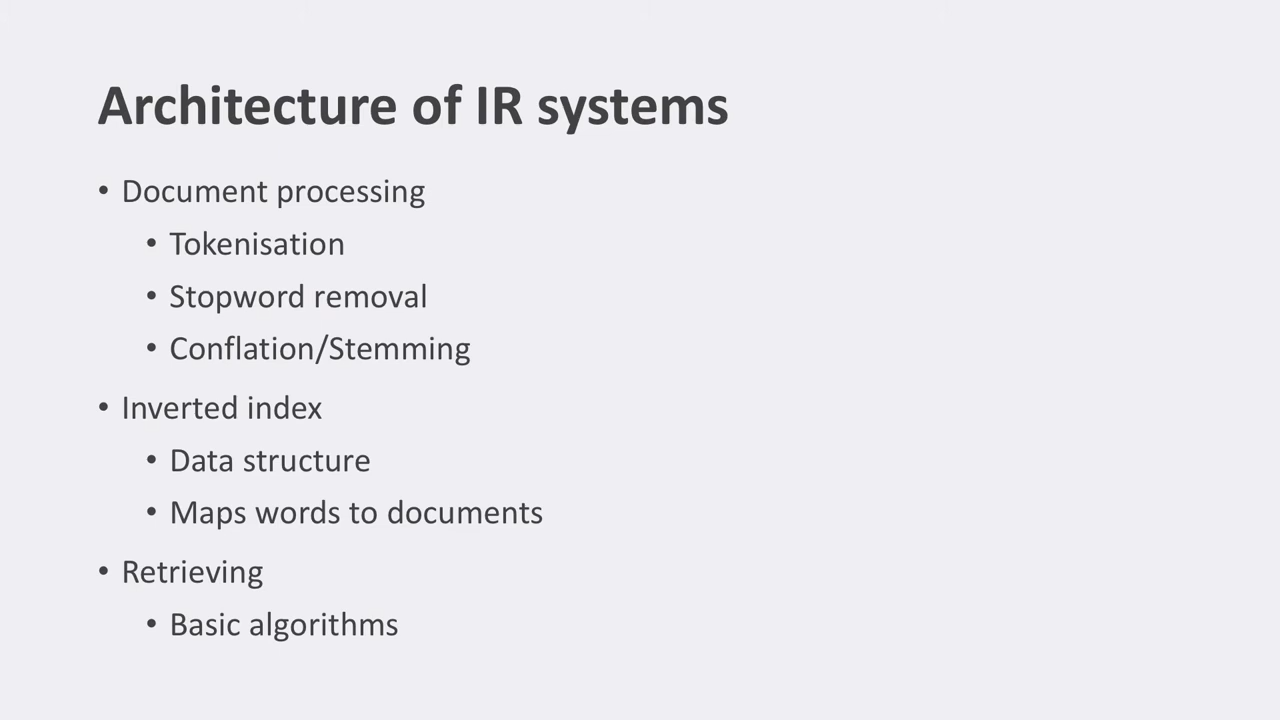 Architecture of IR systems
• Document processing
• Tokenisation
• Stopword removal
• Conflation/Stemming
• Inverted index
• Data structure
• Maps words to documents
• Retrieving
• Basic algorithms